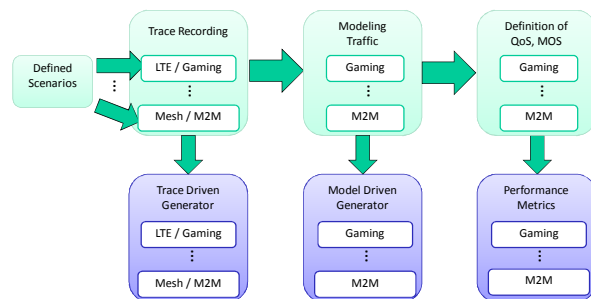 Defined
Scenarios
⋮
Trace Recording
LTE / Gaming
⋮
Mesh / M2M
Modeling
Traffic
Gaming
⋮
M2M
Definition of
QoS, MOS
Gaming
⋮
M2M
Trace Driven
Generator
LTE / Gaming
⋮
Mesh / M2M
Model Driven
Generator
Gaming
⋮
M2M
Performance
Metrics
Gaming
⋮
M2M